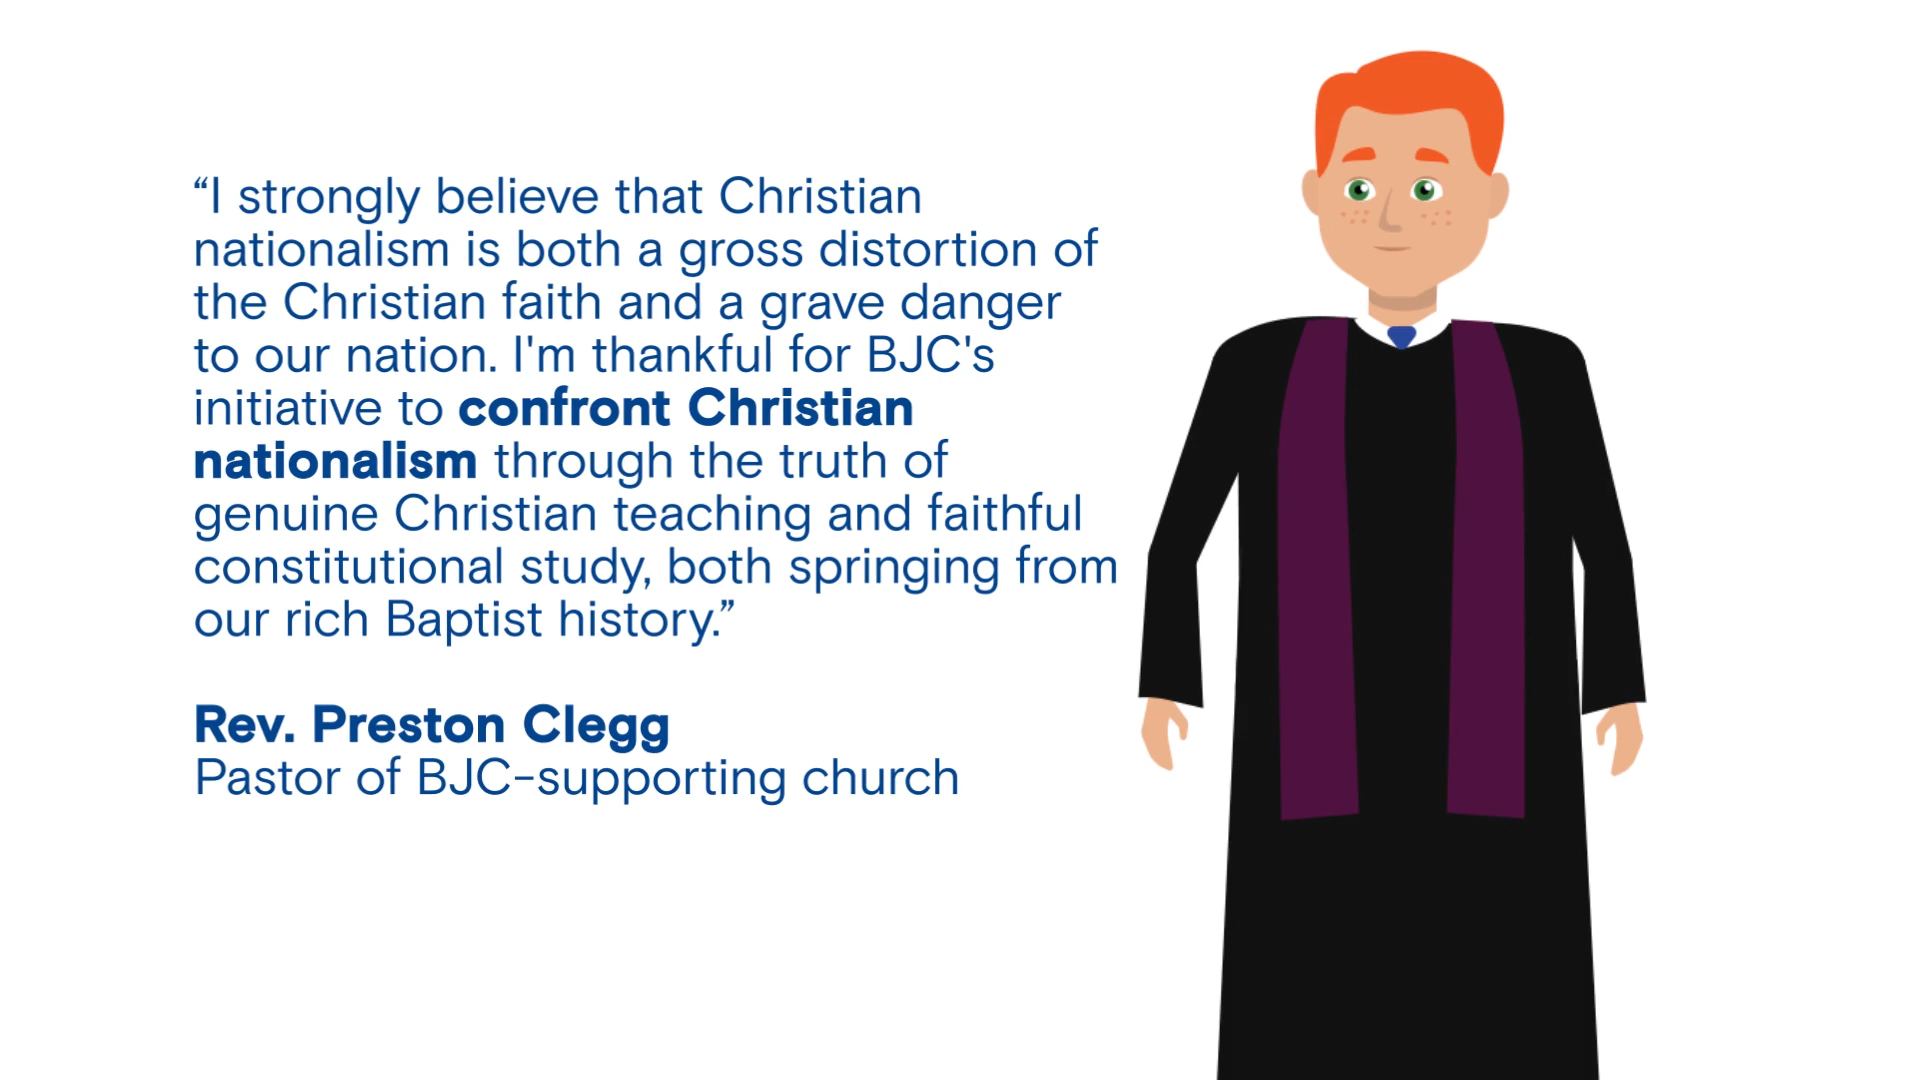 “I strongly believe that Christian
nationalism is both a gross distortion of
the Christian faith and a grave danger
to our nation. I'm thankful for BJC's
initiative to confront Christian
nationalism through the truth of
genuine Christian teaching and faithful
constitutional study, both springing from
our rich Baptist history.”
Rev. Preston Clegg
Pastor of BJC-supporting church